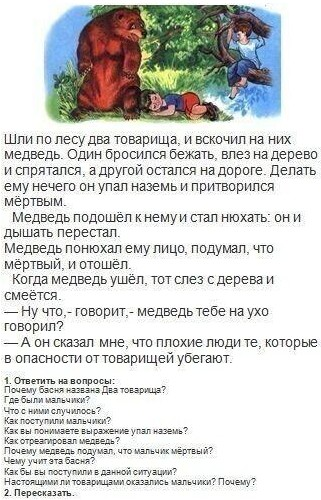 Шли по лесу два товарища, и вскочил на них
медведь. Один бросился бежать, влез на дерево
и спрятался, а другой остался на дороге. Делать
ему нечего он упал наземь и притворился
мёртвым.
Медведь подошёл к нему и стал нюхать: он и
дышать перестал.
Медведь понюхал ему лицо, подумал, что
мёртвый, и отошёл.
Когда медведь ушёл, тот слез с дерева и
смеётся.
— Ну что,- говорит,- медведь тебе на ухо
говорил?
— А он сказал мне, что плохие люди те, которые
в опасности от товарищей убегают.
1. Ответить на вопросы:
Почему басня названа Два товарища?
Где были мальчики?
Что с ними случилось?
Как поступили мальчики?
Как вы понимаете выражение упал наземь?
Как отреагировал медведь?
Почему медведь подумал, что мальчик мёртвый?
Чему учит эта басня?
Как бы вы поступили в данной ситуации?
Настоящими ли товарищами оказались мальчики? Почему?
2. Пересказать.